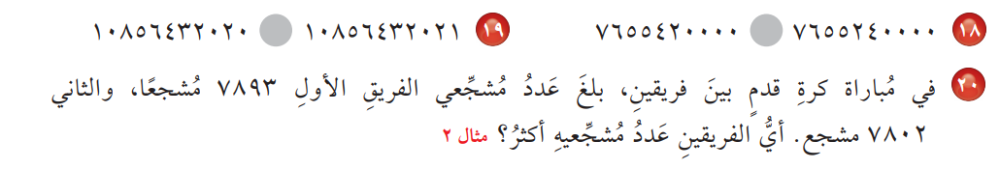 ١٨ ٧٦٥٥٢٤٠٠٠٠ ٧٦٥٥٤٢٠٠٠٠ ١٩ ١٠٨٥٦٤٣٢٠٢١ ١٠٨٥٦٤٣٢٠٢٠
٢٠ في مُباراة كرةِ قدمٍ بينَ فريقينِ، بلغَ عَددُ مُشجِّعي الفريقِ الأولِ ٧٨٩٣ مُشجعًا، والثاني
٧٨٠٢ مشجع. أيُّ الفريقينِ عَددُ مُشجِّعيهِ أكثرُ؟ مثال ٢